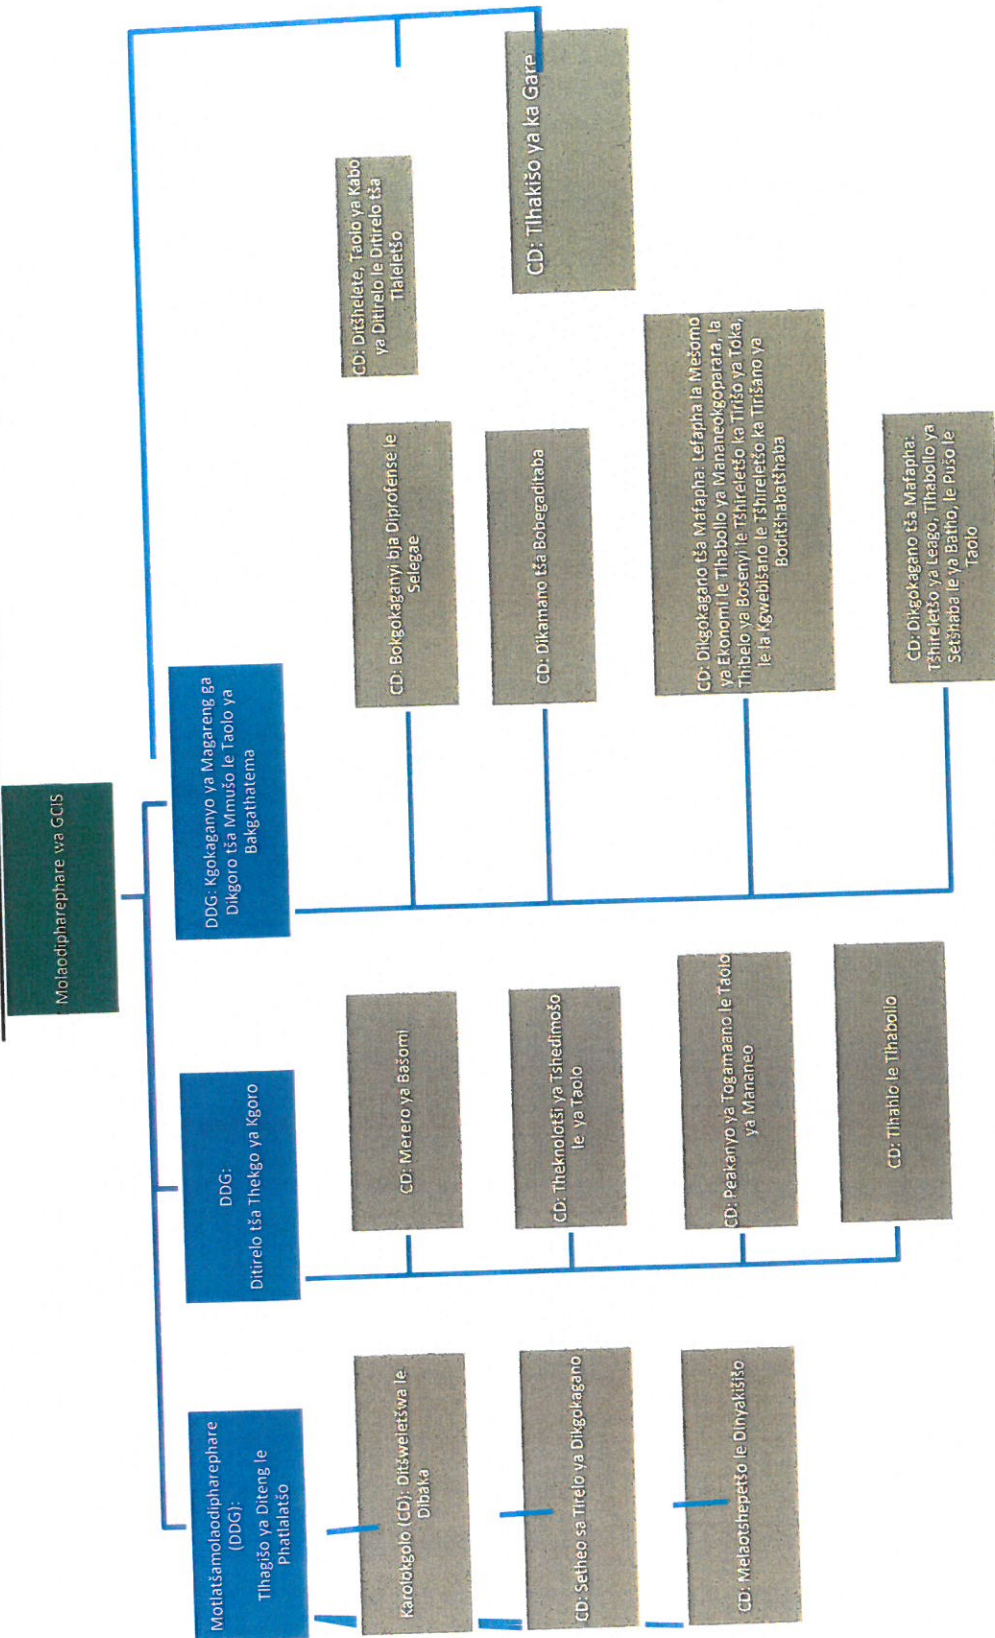 Molaodipharephare wa GCIS
Motlatšamolaodipharephare
(DDG):
Tlhagišo ya Diteng le
Phatlalatšo
DDG:
Ditirelo tša Thekgo ya Kgoro
DDG: Kgokaganyo ya Magareng ga
Dikgoro tša Mmušo le Taolo ya
Bakgathatema
Karolokgolo (CD): Ditšweletšwa le
Dibaka
CD: Setheo sa Tirelo ya Dikgokagano
CD: Melaotshepetšo le Dinyakišišo
CD: Merero ya Bašomi
CD: Theknolotši ya Tshedimošo
le ya Taolo
CD: Peakanyo ya Togamaano le Taolo
ya Mananeo
CD: Tlhahlo le Tlhabollo
CD: Bokgokaganyi bja Diprofense le
Selegae
CD: Dikamano tša Bobegaditaba
CD: Dikgokagano tša Mafapha: Lefapha la Mešomo
ya Ekonomi le Tlhabollo ya Mananeokgoparara, la
Thibelo ya Bosenyi le Tšhireletšo ka Tirišo ya Toka,
le la Kgwebišano le Tšhireletšo ka Tirišano ya
Boditšhabatšhaba
CD: Dikgokagano tša Mafapha:
Tšhireletšo ya Leago, Tlhabollo ya
Setšhaba le ya Batho, le Pušo le
Taolo
CD: Ditšhelete, Taolo ya Kabo
ya Ditirelo le Ditirelo tša
Tlaleletšo
CD: Tlhakišo ya ka Gare